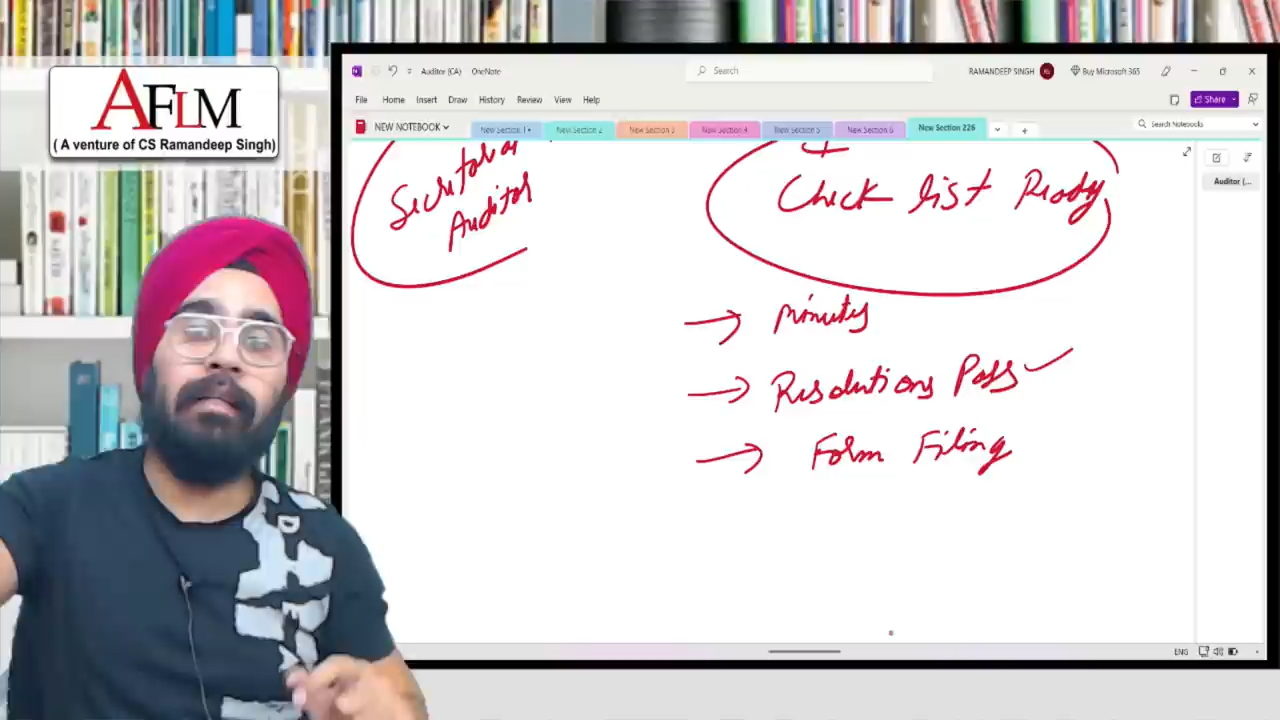 AFLM
( A venture of CS Ramandeep Singh)
Auditor (CA) OneNote
Search
RAMANDEEP SINGH
RS
Buy Microsoft 365
File Home Insert Draw History Review View Help
Share
NEW NOTEBOOK
New Section 1
New Section 2
New Section 3
New Section 4
New Section 5
New Section 6
New Section 226
+
Search Notebooks
Auditor (...
Auditor
Check list Ready
→ Minutes
→ Resolutions Pass ✓
→ Form Filing
ENG